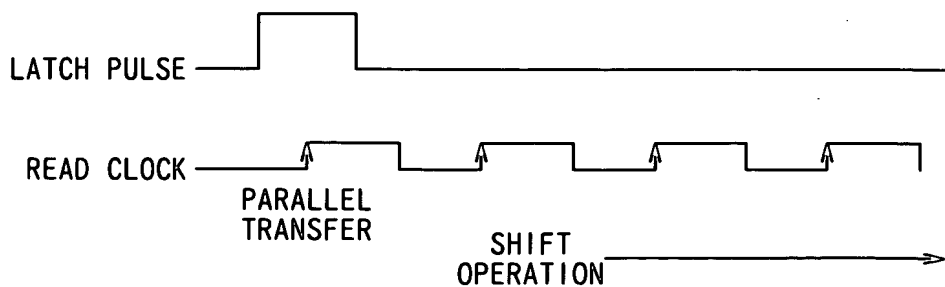 LATCH PULSE
READ CLOCK
PARALLEL
TRANSFER
SHIFT
OPERATION